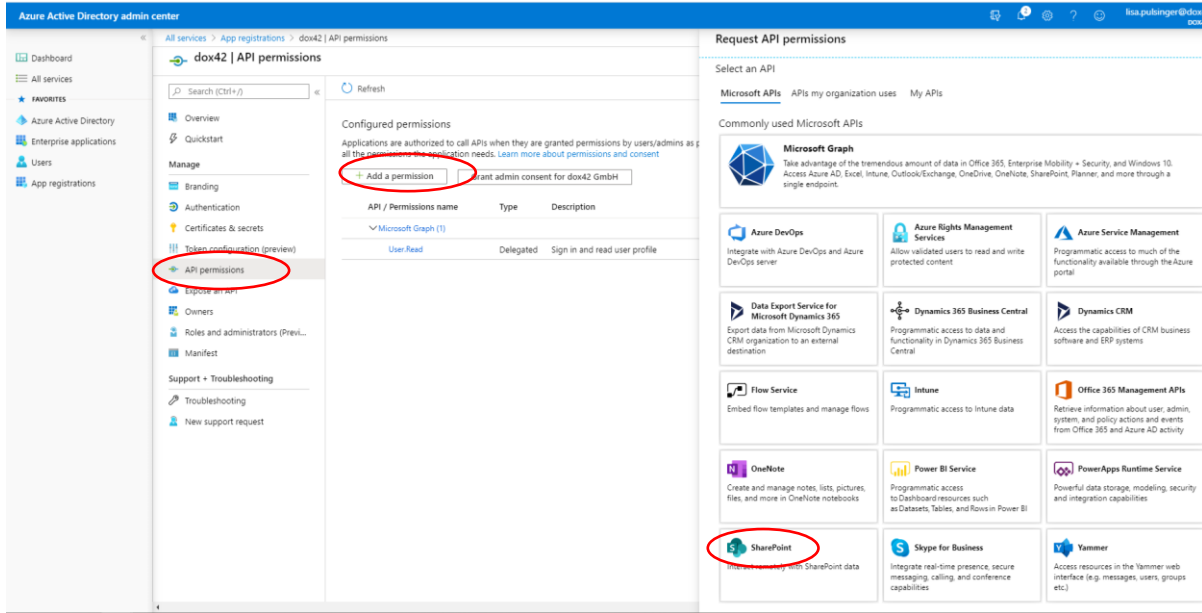 Azure Active Directory admin center
2
lisa.pulsinger@dox
Dashboard
All services
FAVORITES
Azure Active Directory
Enterprise applications
Users
App registrations
All services > App registrations > dox42 | API permissions
dox42 | API permissions
Search (Ctrl+/)
Overview
Quickstart
Manage
Branding
Authentication
Certificates & secrets
Token configuration (preview)
API permissions
Expose an API
Owners
Roles and administrators (Previ...
Manifest
Support + Troubleshooting
Troubleshooting
New support request
Refresh
Configured permissions
Applications are authorized to call APIs when they are granted permissions by users/admins as p
all the permissions the application needs. Learn more about permissions and consent
+ Add a permission
rant admin consent for dox42 GmbH
API / Permissions name Type Description
Microsoft Graph (1)
User.Read Delegated Sign in and read user profile
Request API permissions
Select an API
Microsoft APIs APIs my organization uses My APIs
Commonly used Microsoft APIs
Microsoft Graph
Take advantage of the tremendous amount of data in Office 365, Enterprise Mobility + Security, and Windows 10.
Access Azure AD, Excel, Intune, Outlook/Exchange, OneDrive, OneNote, SharePoint, Planner, and more through a
single endpoint.
Azure DevOps
Integrate with Azure DevOps and Azure
DevOps server
Azure Rights Management
Services
Allow validated users to read and write
protected content
Azure Service Management
Programmatic access to much of the
functionality available through the Azure
portal
Data Export Service for
Microsoft Dynamics 365
Export data from Microsoft Dynamics
CRM organization to an external
destination
Dynamics 365 Business Central
Programmatic access to data and
functionality in Dynamics 365 Business
Central
Dynamics CRM
Access the capabilities of CRM business
software and ERP systems
Flow Service
Embed flow templates and manage flows
Intune
Programmatic access to Intune data
Office 365 Management APIs
Retrieve information about user, admin,
system, and policy actions and events
from Office 365 and Azure AD activity
OneNote
Create and manage notes, lists, pictures,
files, and more in OneNote notebooks
Power BI Service
Programmatic access
to Dashboard resources such
as Datasets, Tables, and Rows in Power BI
PowerApps Runtime Service
Powerful data storage, modeling, security
and integration capabilities
SharePoint
Interact remotely with SharePoint data
Skype for Business
Integrate real-time presence, secure
messaging, calling, and conference
capabilities
Yammer
Access resources in the Yammer web
interface (e.g. messages, users, groups
etc.)